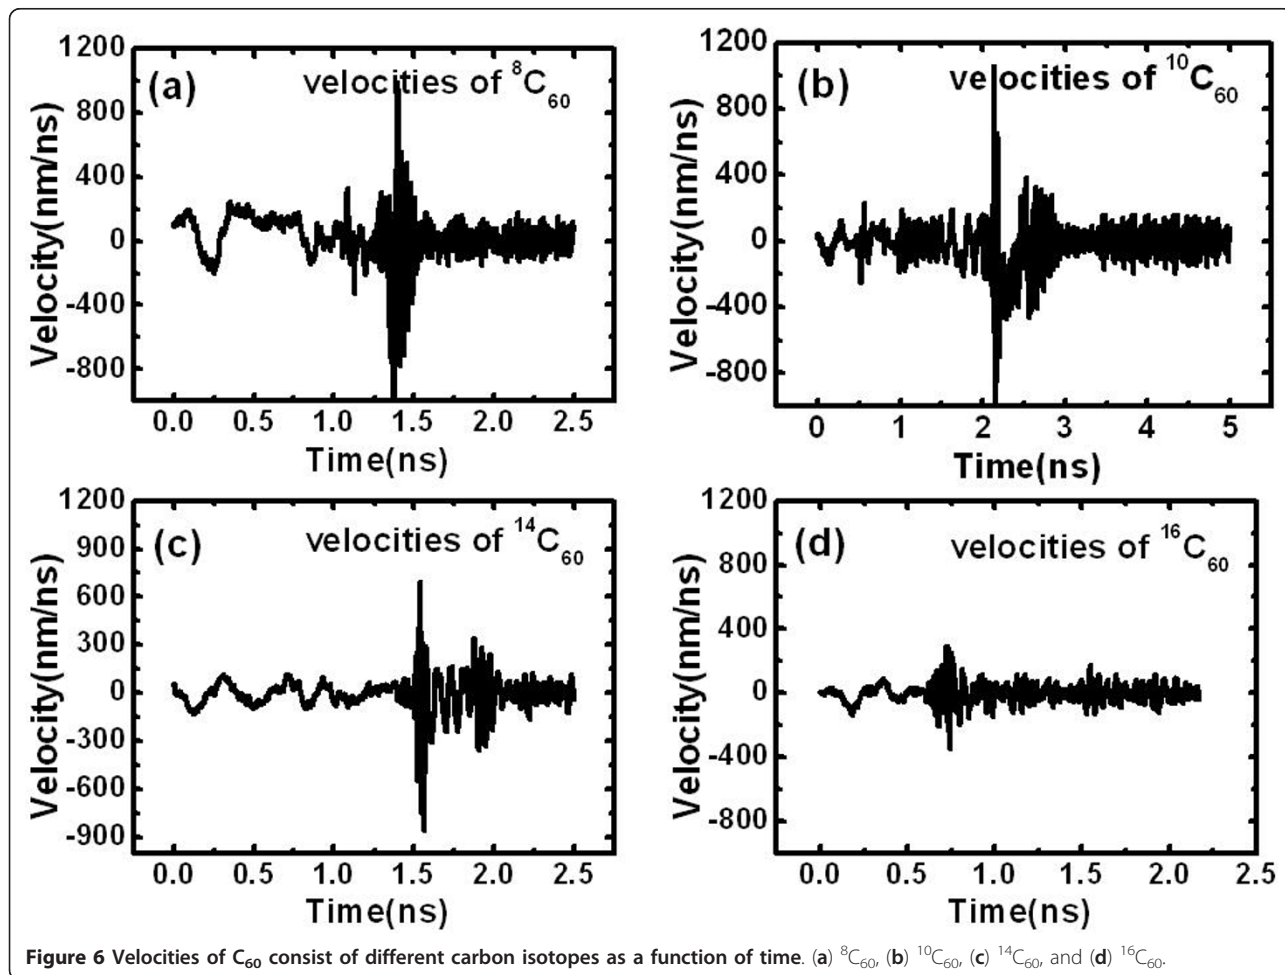 (a) velocities of ⁸C₆₀
Velocity(nm/ns)
1200
800
400
0
-400
-800
0.0 0.5 1.0 1.5 2.0 2.5
Time(ns)
(b) velocities of ¹⁰C₆₀
Velocity(nm/ns)
1200
800
400
0
-400
-800
0 1 2 3 4 5
Time(ns)
(c) velocities of ¹⁴C₆₀
Velocity(nm/ns)
1200
900
600
300
0
-300
-600
-900
0.0 0.5 1.0 1.5 2.0 2.5
Time(ns)
(d) velocities of ¹⁶C₆₀
Velocity(nm/ns)
1200
800
400
0
-400
-800
0.0 0.5 1.0 1.5 2.0 2.5
Time(ns)
Figure 6 Velocities of C₆₀ consist of different carbon isotopes as a function of time. (a) ⁸C₆₀, (b) ¹⁰C₆₀, (c) ¹⁴C₆₀, and (d) ¹⁶C₆₀.